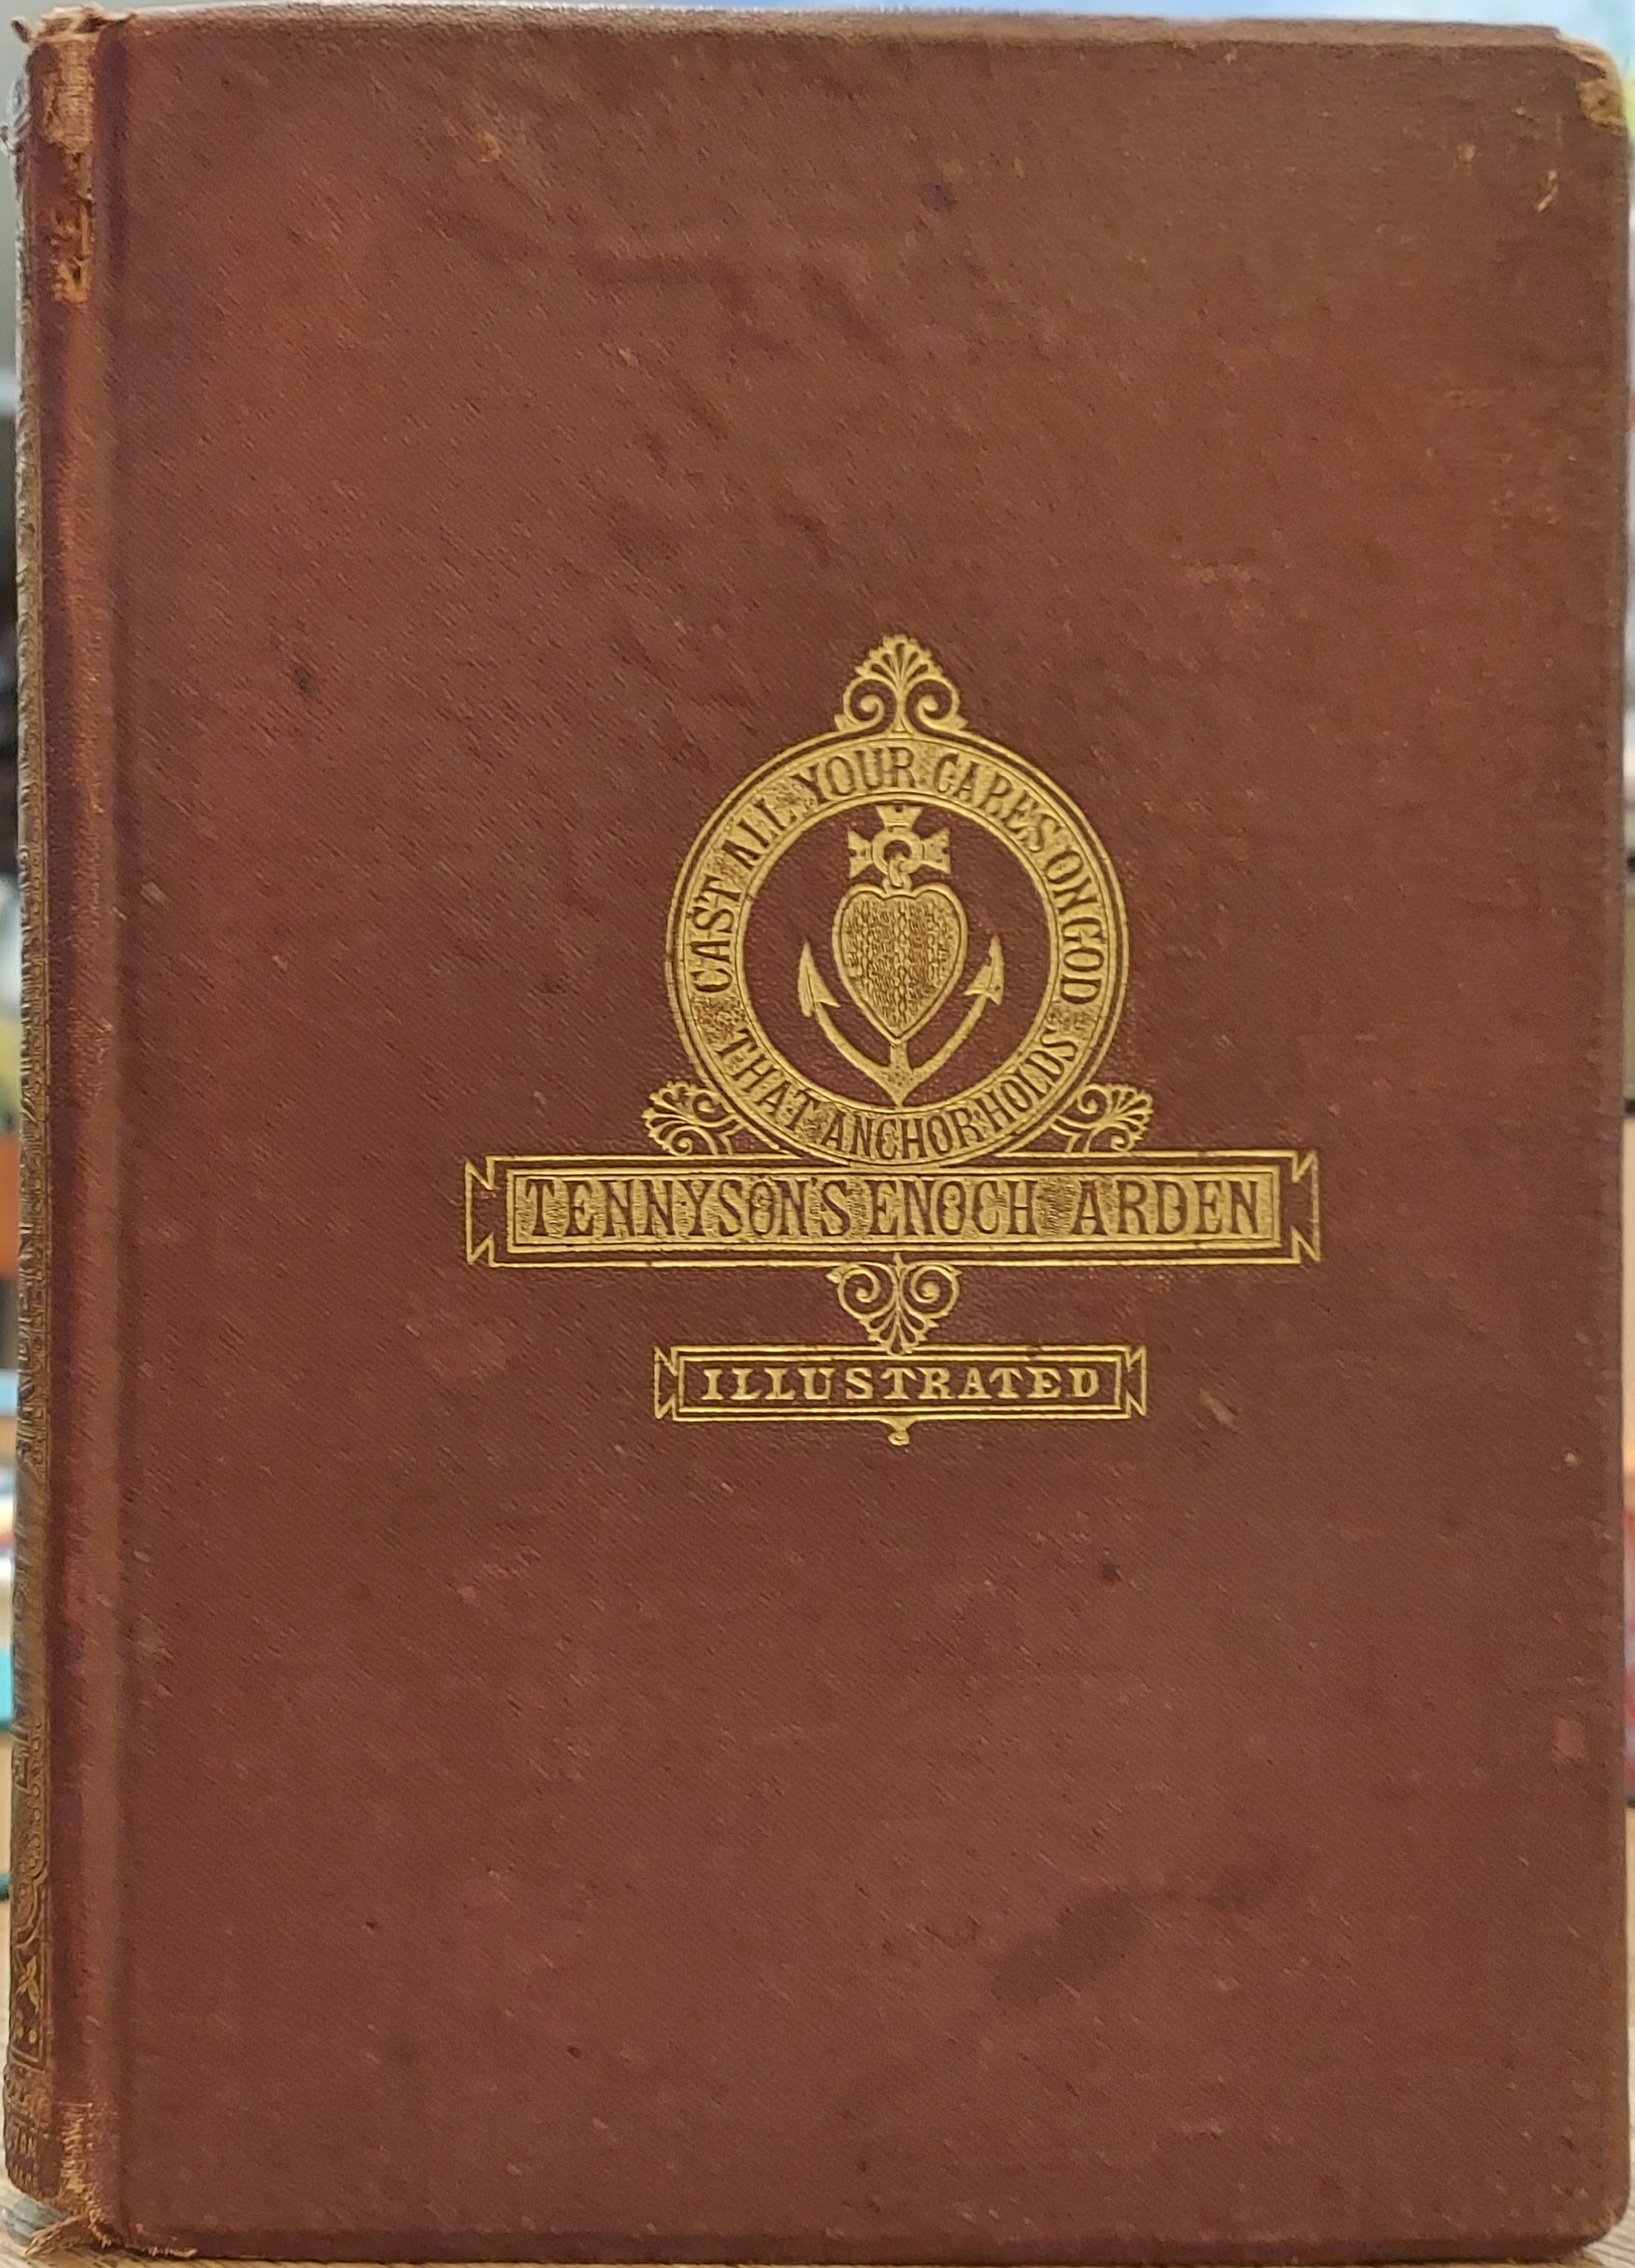 CAST ALL YOUR CARES ON GOD
THAT ANCHOR HOLDS
TENNYSON'S ENOCH ARDEN
ILLUSTRATED